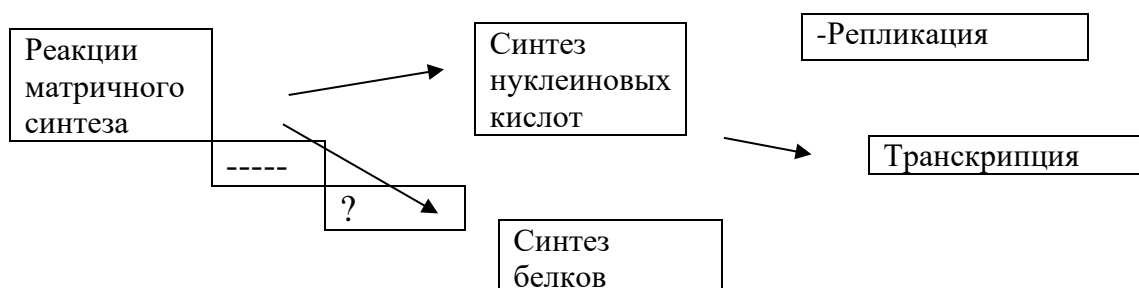 Реакции
матричного
синтеза
-----
?
Синтез
нуклеиновых
кислот
-Репликация
Транскрипция
Синтез
белков